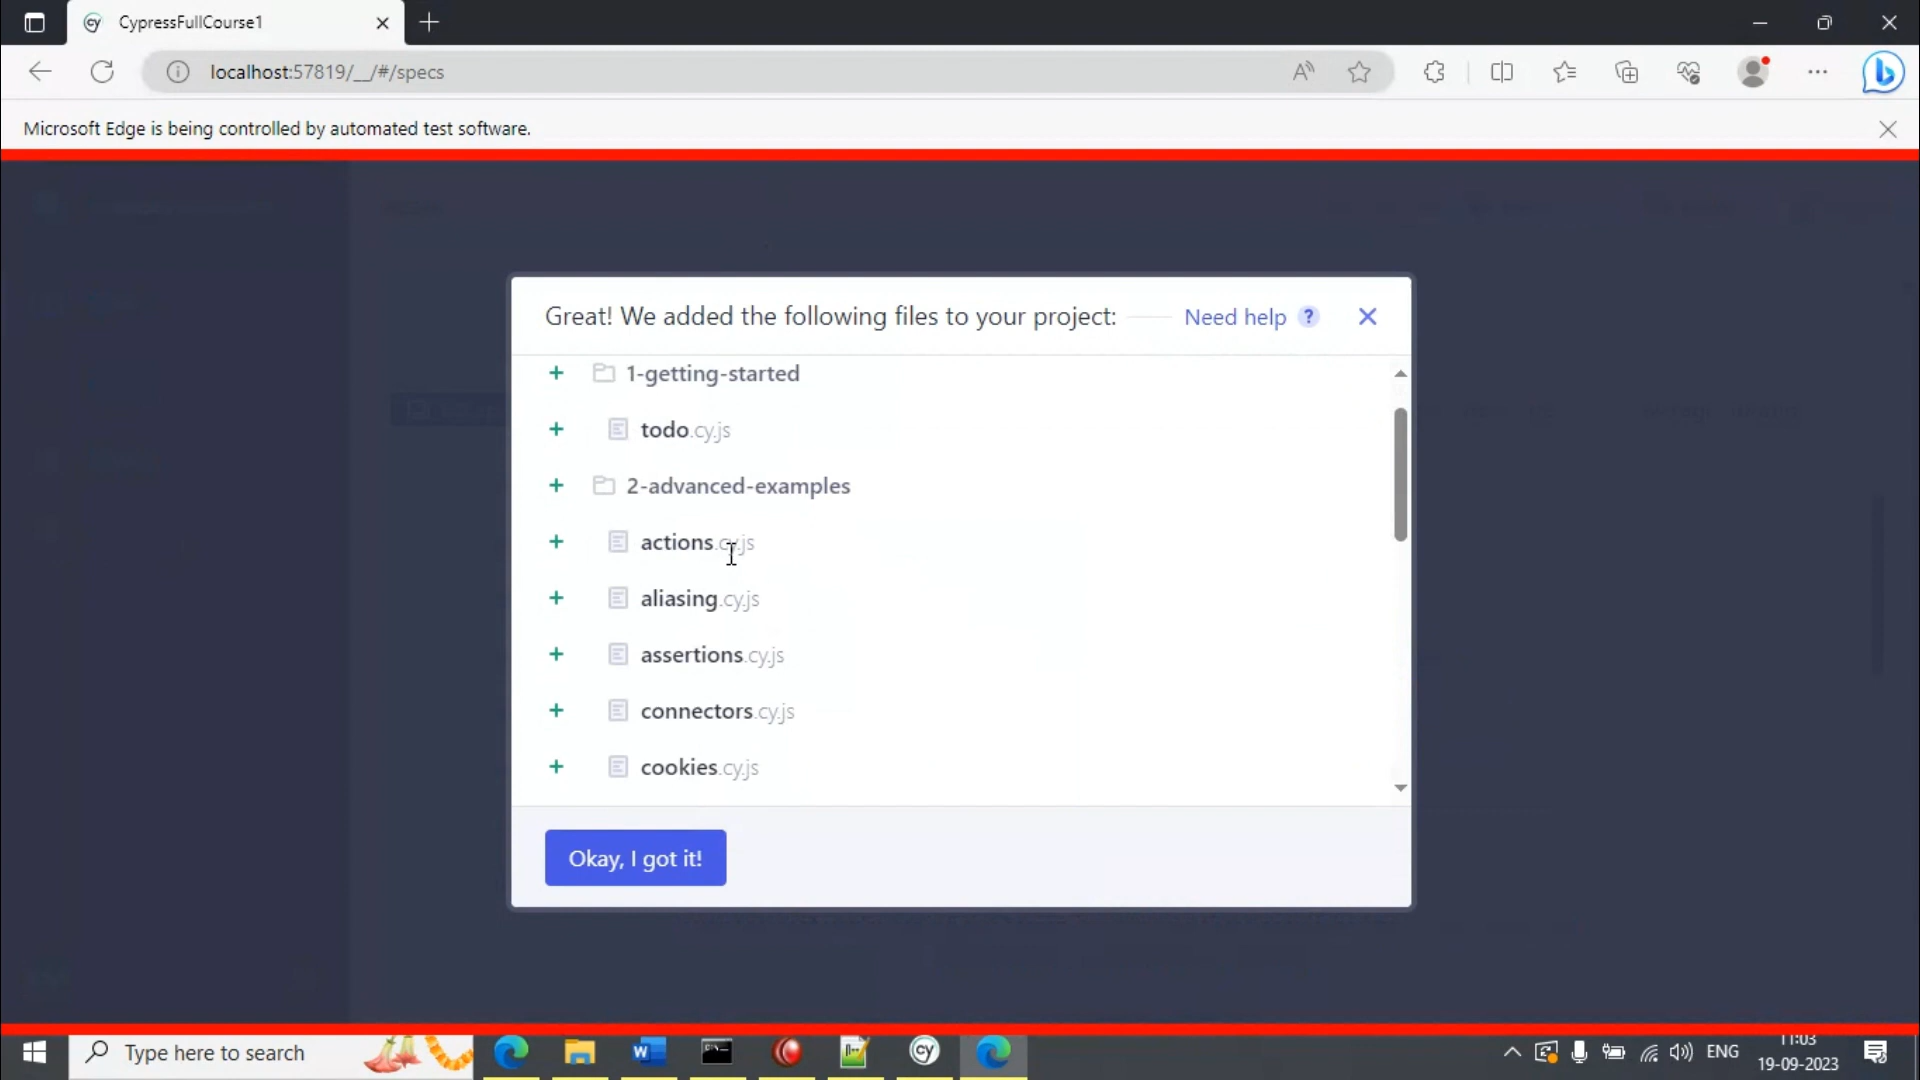 CypressFullCourse1
localhost:57819/__/#/specs
Microsoft Edge is being controlled by automated test software.
Great! We added the following files to your project:
Need help ?
1-getting-started
todo.cy.js
2-advanced-examples
actions.cy.js
aliasing.cy.js
assertions.cy.js
connectors.cy.js
cookies.cy.js
Okay, I got it!
Type here to search
ENG
11:03
19-09-2023